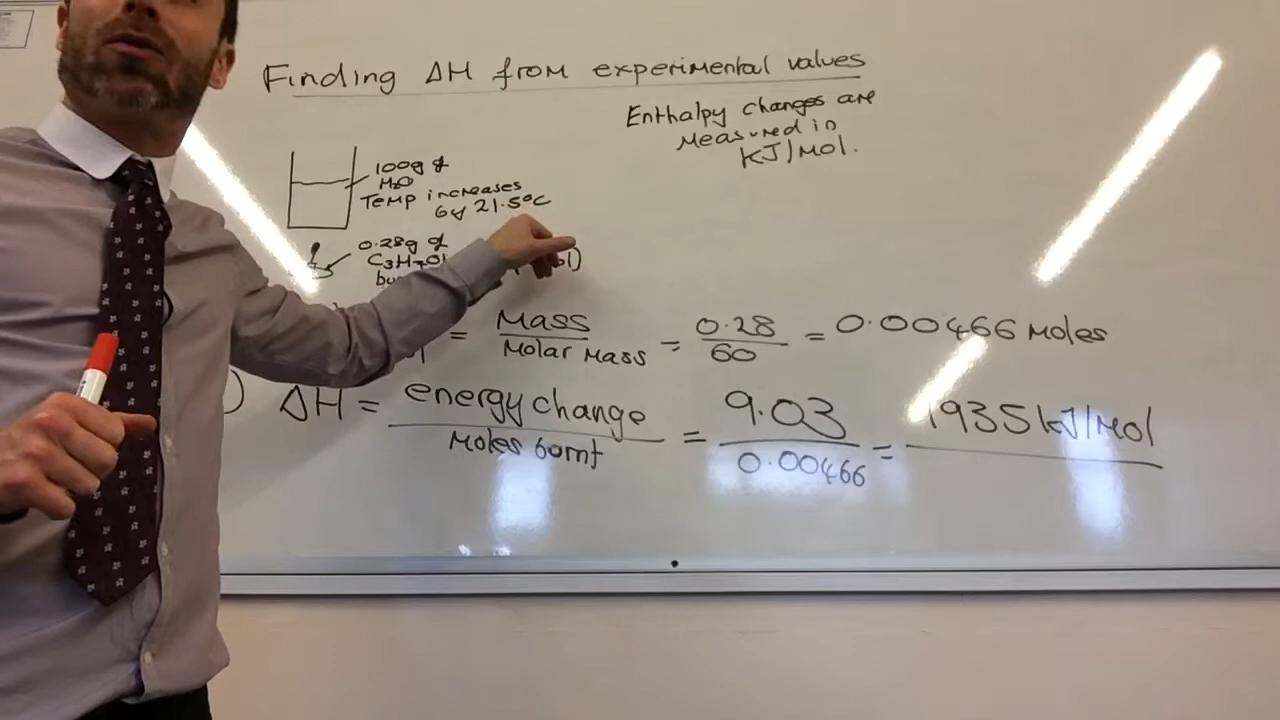 Finding ΔH from experimental values
Enthalpy changes are
measured in
KJ/Mol.
100g of
H₂O
Temp increases
by 21.5°C
0.28g of
C₃H₇OH
= Mass / Molar Mass = 0.28 / 60 = 0.00466 Moles
) ΔH = energy change / Moles burnt = 9.03 / 0.00466 = 1935 kJ/Mol